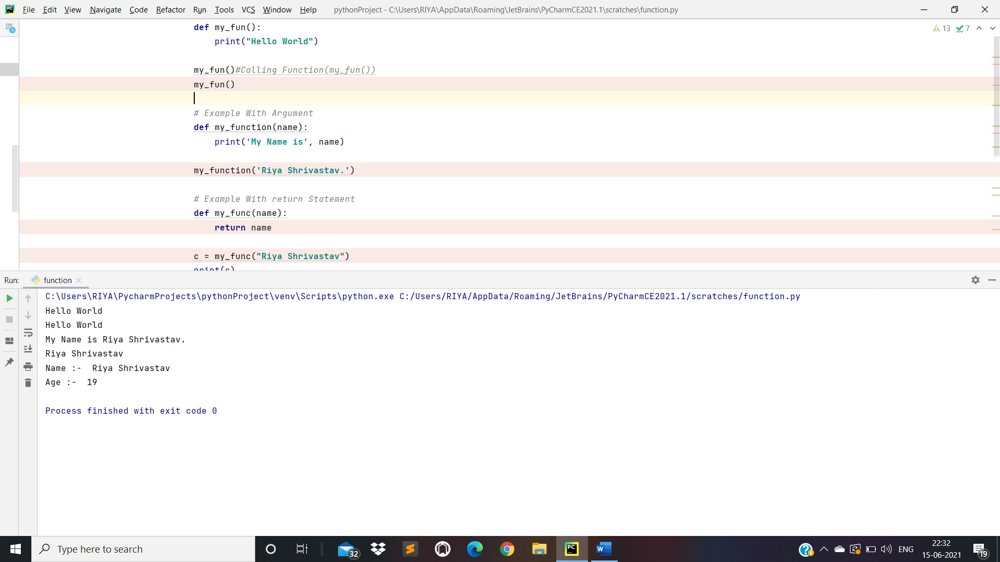 PC File Edit View Navigate Code Refactor Run Tools VCS Window Help pythonProject - C:\Users\RIYA\AppData\Roaming\JetBrains\PyCharmCE2021.1\scratches\function.py
13 7
def my_fun():
print("Hello World")
my_fun()#Calling Function(my_fun())
my_fun()
# Example With Argument
def my_function(name):
print('My Name is', name)
my_function('Riya Shrivastav.')
# Example With return Statement
def my_func(name):
return name
c = my_func("Riya Shrivastav")
print(c)
Run: function
C:\Users\RIYA\PycharmProjects\pythonProject\venv\Scripts\python.exe C:/Users/RIYA/AppData/Roaming/JetBrains/PyCharmCE2021.1/scratches/function.py
Hello World
Hello World
My Name is Riya Shrivastav.
Riya Shrivastav
Name :-  Riya Shrivastav
Age :-  19
Process finished with exit code 0
Type here to search 32 PC W ENG 22:32
15-06-2021 19